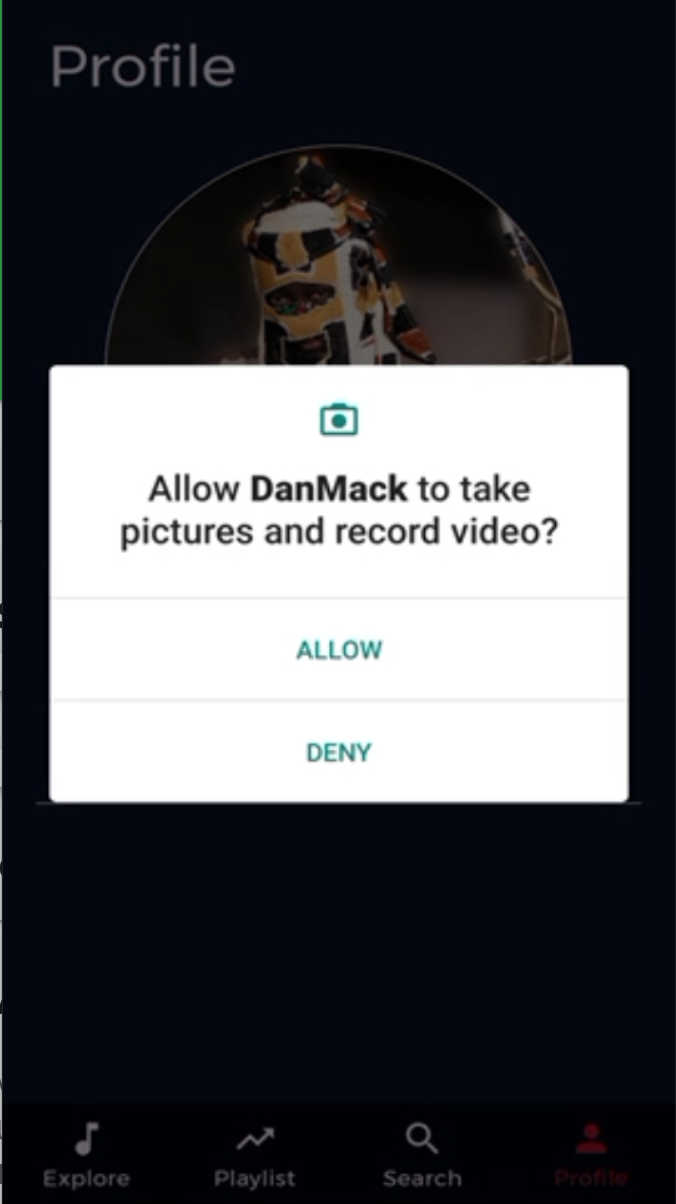 Profile
Allow DanMack to take
pictures and record video?
ALLOW
DENY
Explore
Playlist
Search
Profile